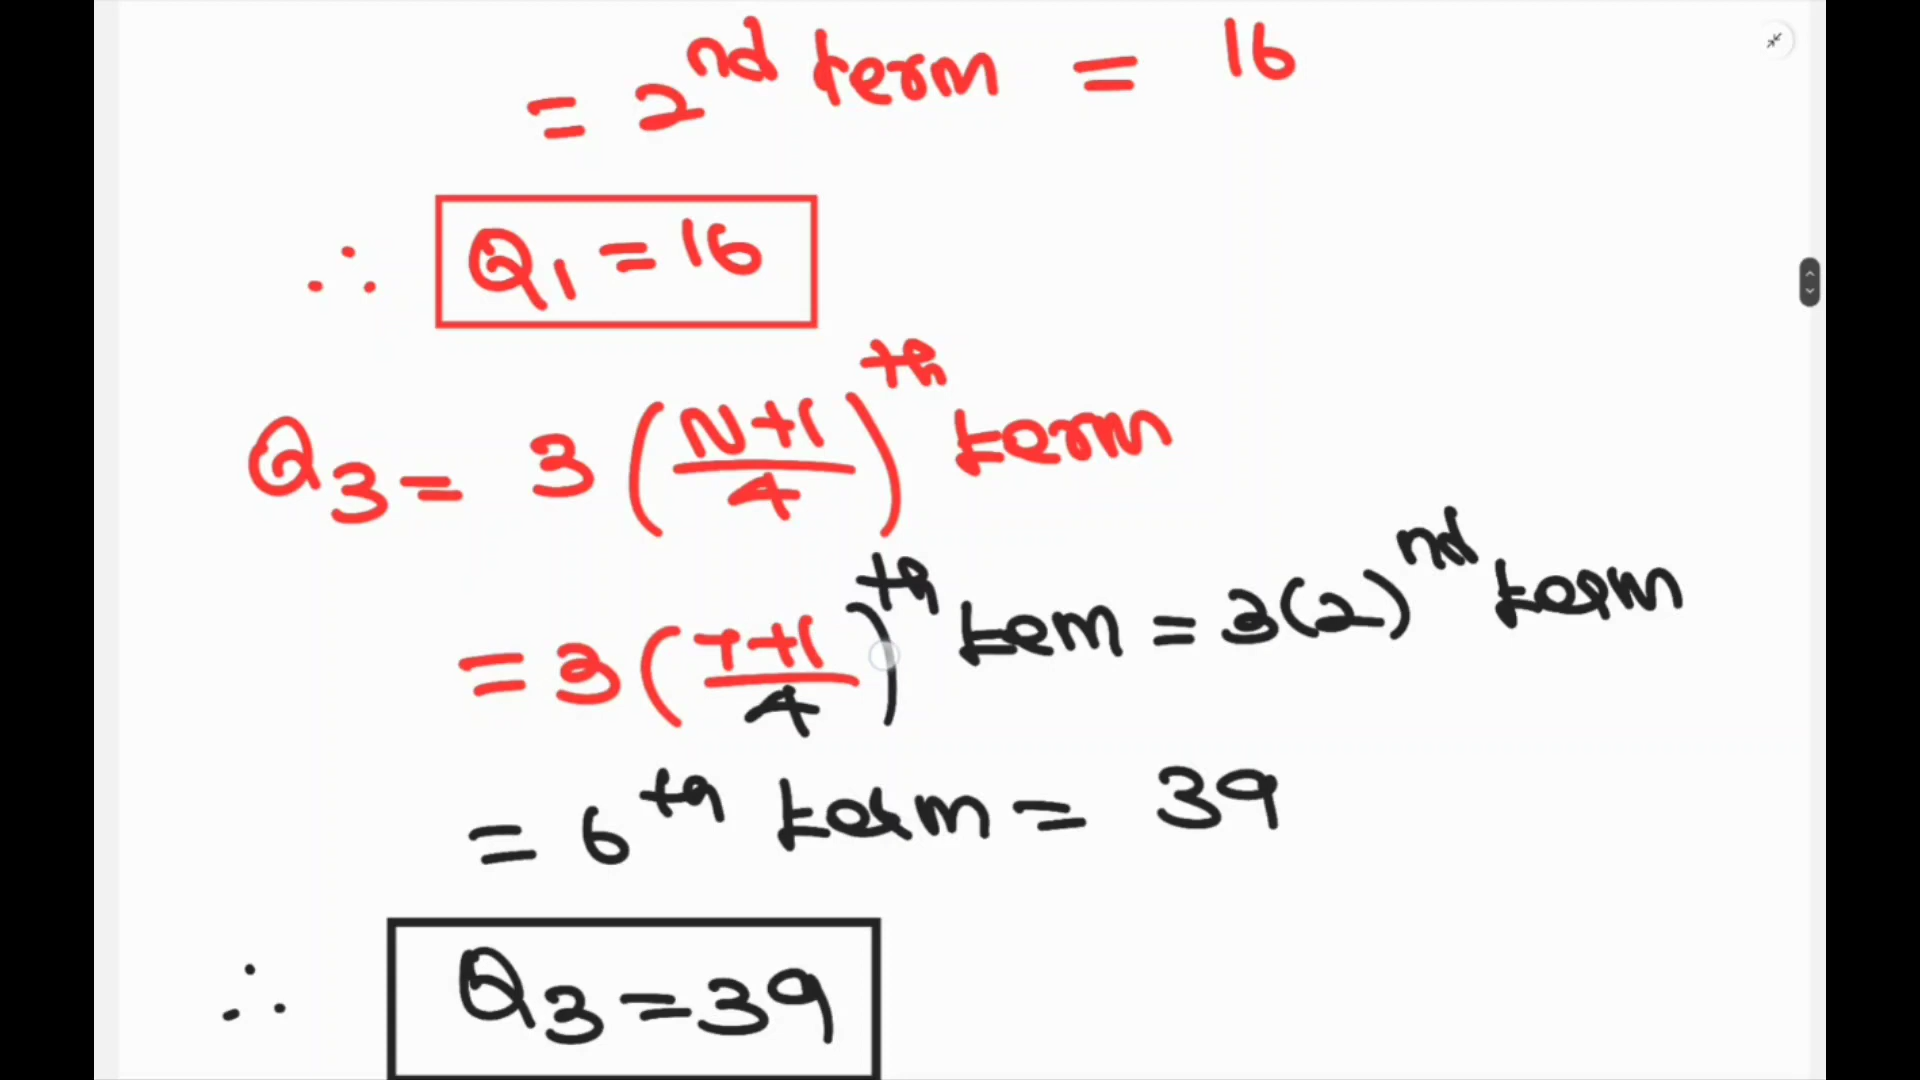 = 2nd term = 16
∴ Q1 = 16
Q3 = 3 (N+1/4)th term
= 3 (7+1/4)th tem = 3(2)nd term
= 6th term = 39
∴ Q3 = 39